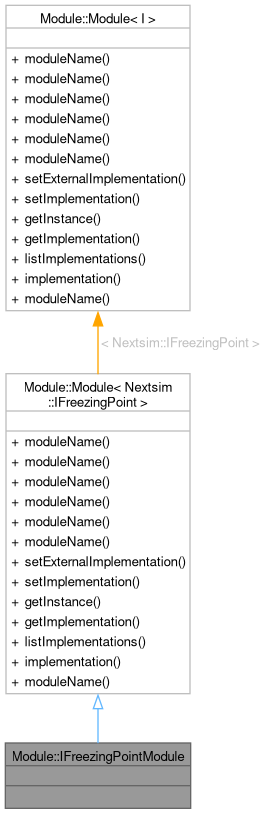 Module::Module< I >
+ moduleName()
+ moduleName()
+ moduleName()
+ moduleName()
+ moduleName()
+ moduleName()
+ setExternalImplementation()
+ setImplementation()
+ getInstance()
+ getImplementation()
+ listImplementations()
+ implementation()
+ moduleName()
< Nextsim::IFreezingPoint >
Module::Module< Nextsim
::IFreezingPoint >
+ moduleName()
+ moduleName()
+ moduleName()
+ moduleName()
+ moduleName()
+ moduleName()
+ setExternalImplementation()
+ setImplementation()
+ getInstance()
+ getImplementation()
+ listImplementations()
+ implementation()
+ moduleName()
Module::IFreezingPointModule